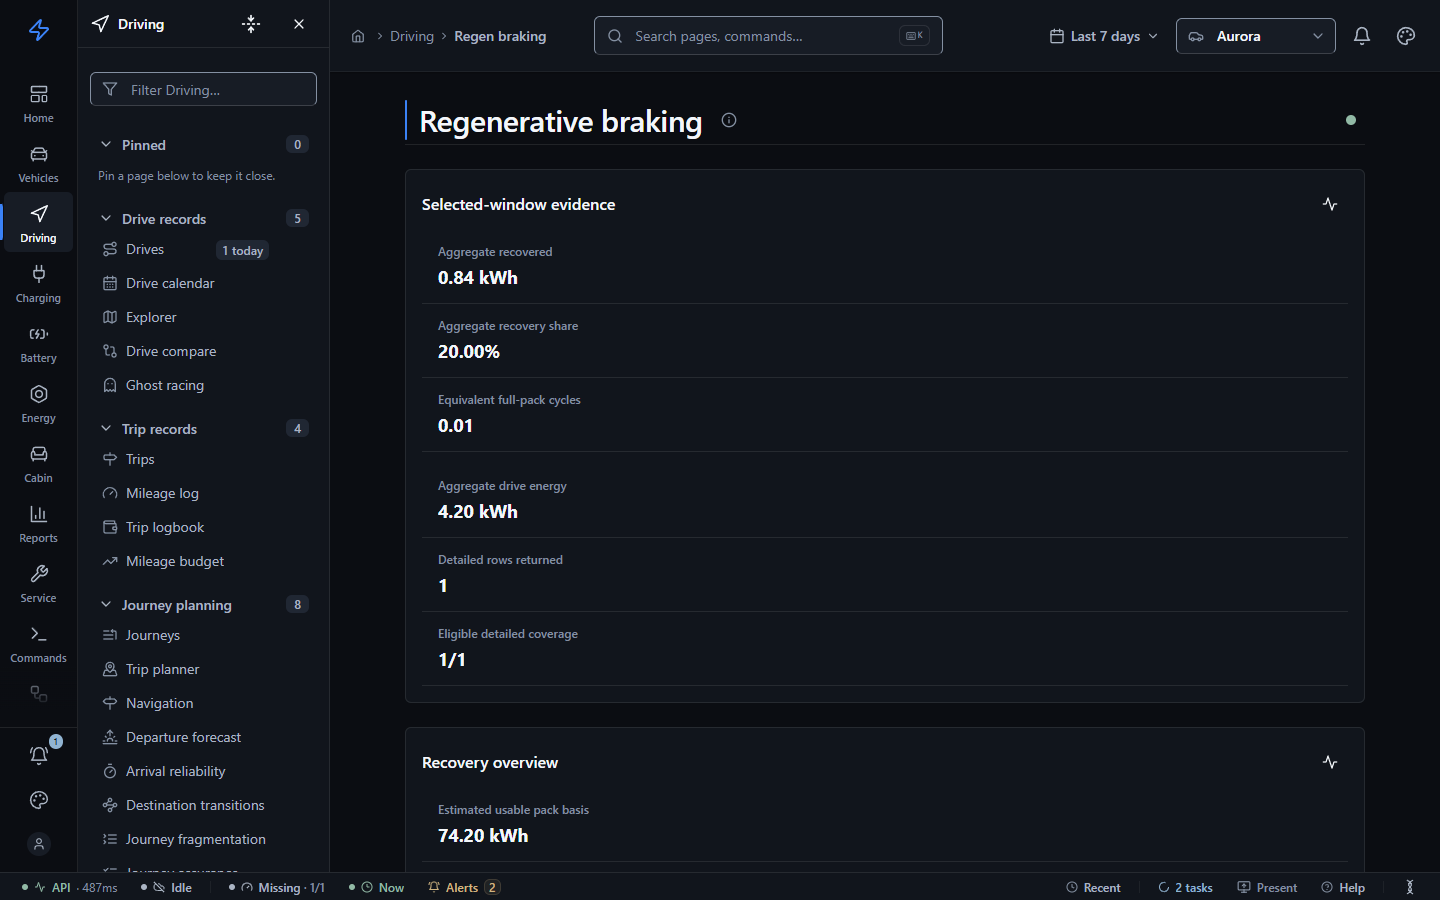 Driving
Driving
Regen braking
Search pages, commands...
K
Last 7 days
Aurora
Home
Vehicles
Driving
Charging
Battery
Energy
Cabin
Reports
Service
Commands
1
Filter Driving...
Pinned
0
Pin a page below to keep it close.
Drive records
5
Drives
1 today
Drive calendar
Explorer
Drive compare
Ghost racing
Trip records
4
Trips
Mileage log
Trip logbook
Mileage budget
Journey planning
8
Journeys
Trip planner
Navigation
Departure forecast
Arrival reliability
Destination transitions
Journey fragmentation
Regenerative braking
Selected-window evidence
Aggregate recovered
0.84 kWh
Aggregate recovery share
20.00%
Equivalent full-pack cycles
0.01
Aggregate drive energy
4.20 kWh
Detailed rows returned
1
Eligible detailed coverage
1/1
Recovery overview
Estimated usable pack basis
74.20 kWh
API · 487ms
Idle
Missing · 1/1
Now
Alerts 2
Recent
2 tasks
Present
Help